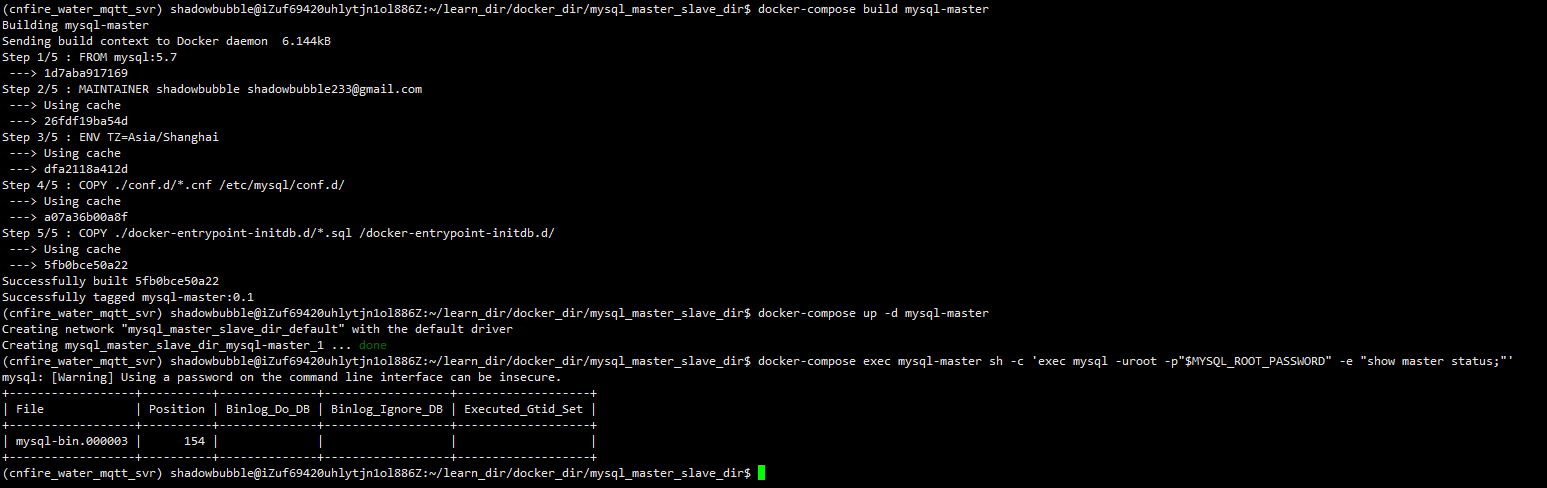 (cnfire_water_mqtt_svr) shadowbubble@iZuf69420uhlytjn1ol886Z:~/learn_dir/docker_dir/mysql_master_slave_dir$ docker-compose build mysql-master
Building mysql-master
Sending build context to Docker daemon  6.144kB
Step 1/5 : FROM mysql:5.7
 ---> 1d7aba917169
Step 2/5 : MAINTAINER shadowbubble shadowbubble233@gmail.com
 ---> Using cache
 ---> 26fdf19ba54d
Step 3/5 : ENV TZ=Asia/Shanghai
 ---> Using cache
 ---> dfa2118a412d
Step 4/5 : COPY ./conf.d/*.cnf /etc/mysql/conf.d/
 ---> Using cache
 ---> a07a36b00a8f
Step 5/5 : COPY ./docker-entrypoint-initdb.d/*.sql /docker-entrypoint-initdb.d/
 ---> Using cache
 ---> 5fb0bce50a22
Successfully built 5fb0bce50a22
Successfully tagged mysql-master:0.1
(cnfire_water_mqtt_svr) shadowbubble@iZuf69420uhlytjn1ol886Z:~/learn_dir/docker_dir/mysql_master_slave_dir$ docker-compose up -d mysql-master
Creating network "mysql_master_slave_dir_default" with the default driver
Creating mysql_master_slave_dir_mysql-master_1 ... done
(cnfire_water_mqtt_svr) shadowbubble@iZuf69420uhlytjn1ol886Z:~/learn_dir/docker_dir/mysql_master_slave_dir$ docker-compose exec mysql-master sh -c 'exec mysql -uroot -p"$MYSQL_ROOT_PASSWORD" -e "show master status;"'
mysql: [Warning] Using a password on the command line interface can be insecure.
+------------------+----------+--------------+------------------+-------------------+
| File             | Position | Binlog_Do_DB | Binlog_Ignore_DB | Executed_Gtid_Set |
+------------------+----------+--------------+------------------+-------------------+
| mysql-bin.000003 |      154 |              |                  |                   |
+------------------+----------+--------------+------------------+-------------------+
(cnfire_water_mqtt_svr) shadowbubble@iZuf69420uhlytjn1ol886Z:~/learn_dir/docker_dir/mysql_master_slave_dir$